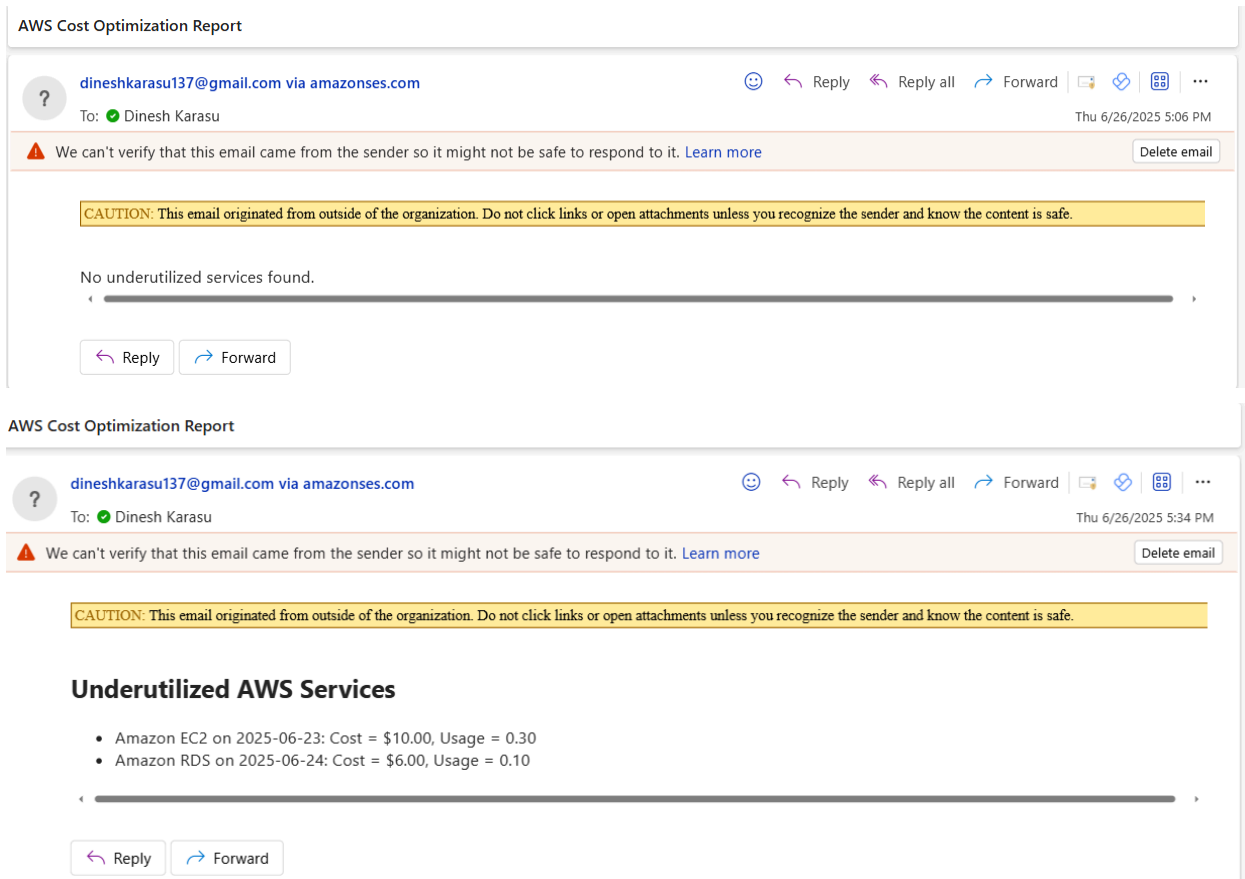 AWS Cost Optimization Report
?
dineshkarasu137@gmail.com via amazonses.com
Reply Reply all Forward
To: Dinesh Karasu
Thu 6/26/2025 5:06 PM
We can't verify that this email came from the sender so it might not be safe to respond to it. Learn more
Delete email
CAUTION: This email originated from outside of the organization. Do not click links or open attachments unless you recognize the sender and know the content is safe.
No underutilized services found.
Reply Forward
AWS Cost Optimization Report
?
dineshkarasu137@gmail.com via amazonses.com
Reply Reply all Forward
To: Dinesh Karasu
Thu 6/26/2025 5:34 PM
We can't verify that this email came from the sender so it might not be safe to respond to it. Learn more
Delete email
CAUTION: This email originated from outside of the organization. Do not click links or open attachments unless you recognize the sender and know the content is safe.
Underutilized AWS Services
• Amazon EC2 on 2025-06-23: Cost = $10.00, Usage = 0.30
• Amazon RDS on 2025-06-24: Cost = $6.00, Usage = 0.10
Reply Forward